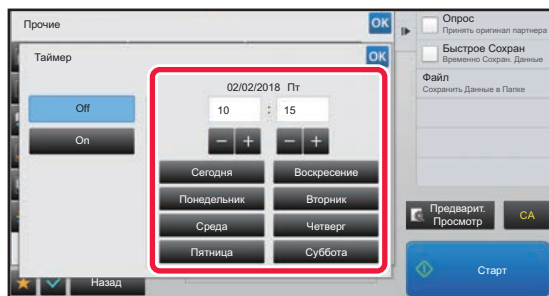 Прочие
OK
Таймер
OK
02/02/2018 Пт
Off
10 : 15
On
− + − +
Сегодня Воскресение
Понедельник Вторник
Среда Четверг
Пятница Суббота
Назад
Опрос
Принять оригинал партнера
Быстрое Сохран
Временно Сохран. Данные
Файл
Сохранить Данные в Папке
Предварит.
Просмотр
CA
Старт